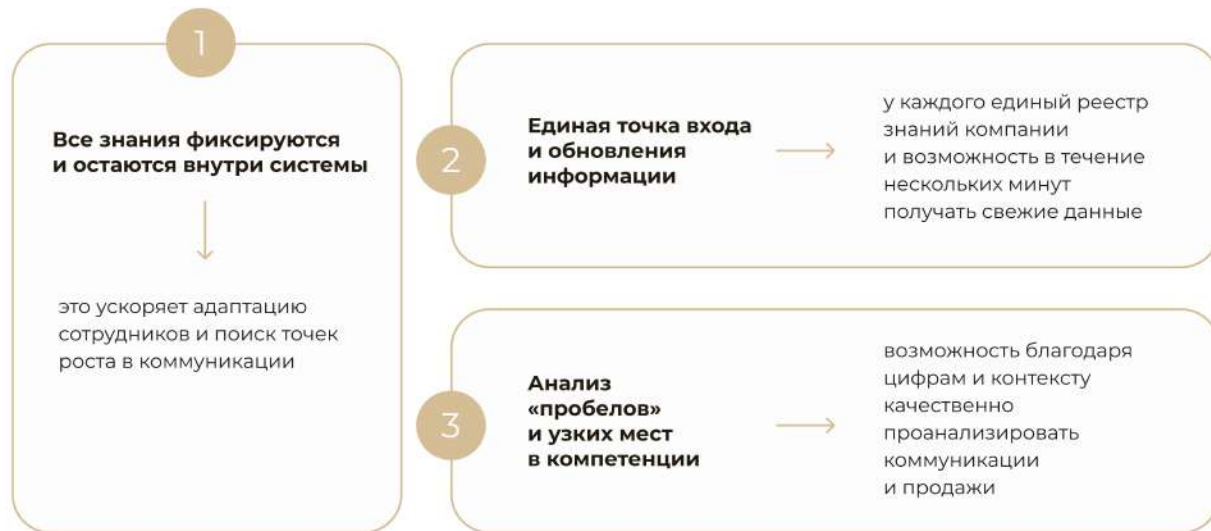 1
Все знания фиксируются
и остаются внутри системы
это ускоряет адаптацию
сотрудников и поиск точек
роста в коммуникации
2
Единая точка входа
и обновления
информации
у каждого единый реестр
знаний компании
и возможность в течение
нескольких минут
получать свежие данные
3
Анализ
«пробелов»
и узких мест
в компетенции
возможность благодаря
цифрам и контексту
качественно
проанализировать
коммуникации
и продажи